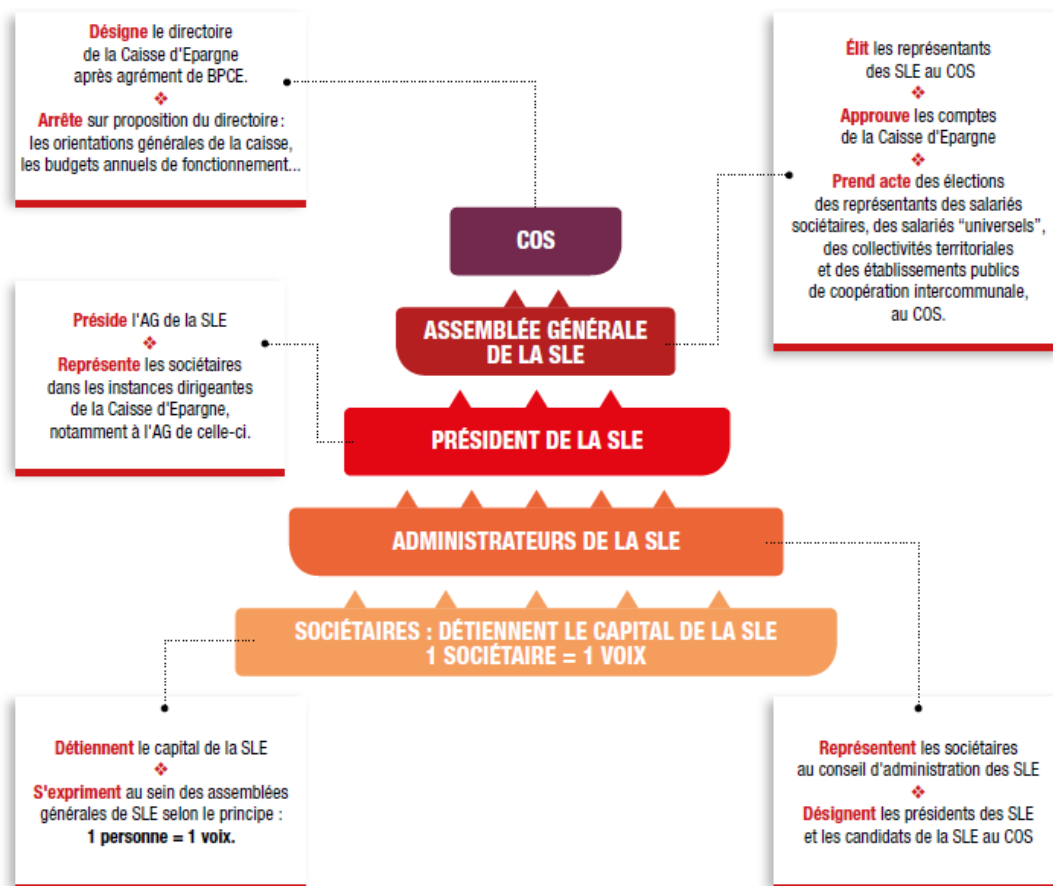 Désigne le directoire
de la Caisse d'Epargne
après agrément de BPCE.
Arrête sur proposition du directoire :
les orientations générales de la caisse,
les budgets annuels de fonctionnement...
Élit les représentants
des SLE au COS
Approuve les comptes
de la Caisse d'Epargne
Prend acte des élections
des représentants des salariés
sociétaires, des salariés "universels",
des collectivités territoriales
et des établissements publics
de coopération intercommunale,
au COS.
COS
ASSEMBLÉE GÉNÉRALE
DE LA SLE
Préside l'AG de la SLE
Représente les sociétaires
dans les instances dirigeantes
de la Caisse d'Epargne,
notamment à l'AG de celle-ci.
PRÉSIDENT DE LA SLE
ADMINISTRATEURS DE LA SLE
SOCIÉTAIRES : DÉTIENNENT LE CAPITAL DE LA SLE
1 SOCIÉTAIRE = 1 VOIX
Détiennent le capital de la SLE
S'expriment au sein des assemblées
générales de SLE selon le principe :
1 personne = 1 voix.
Représentent les sociétaires
au conseil d'administration des SLE
Désignent les présidents des SLE
et les candidats de la SLE au COS